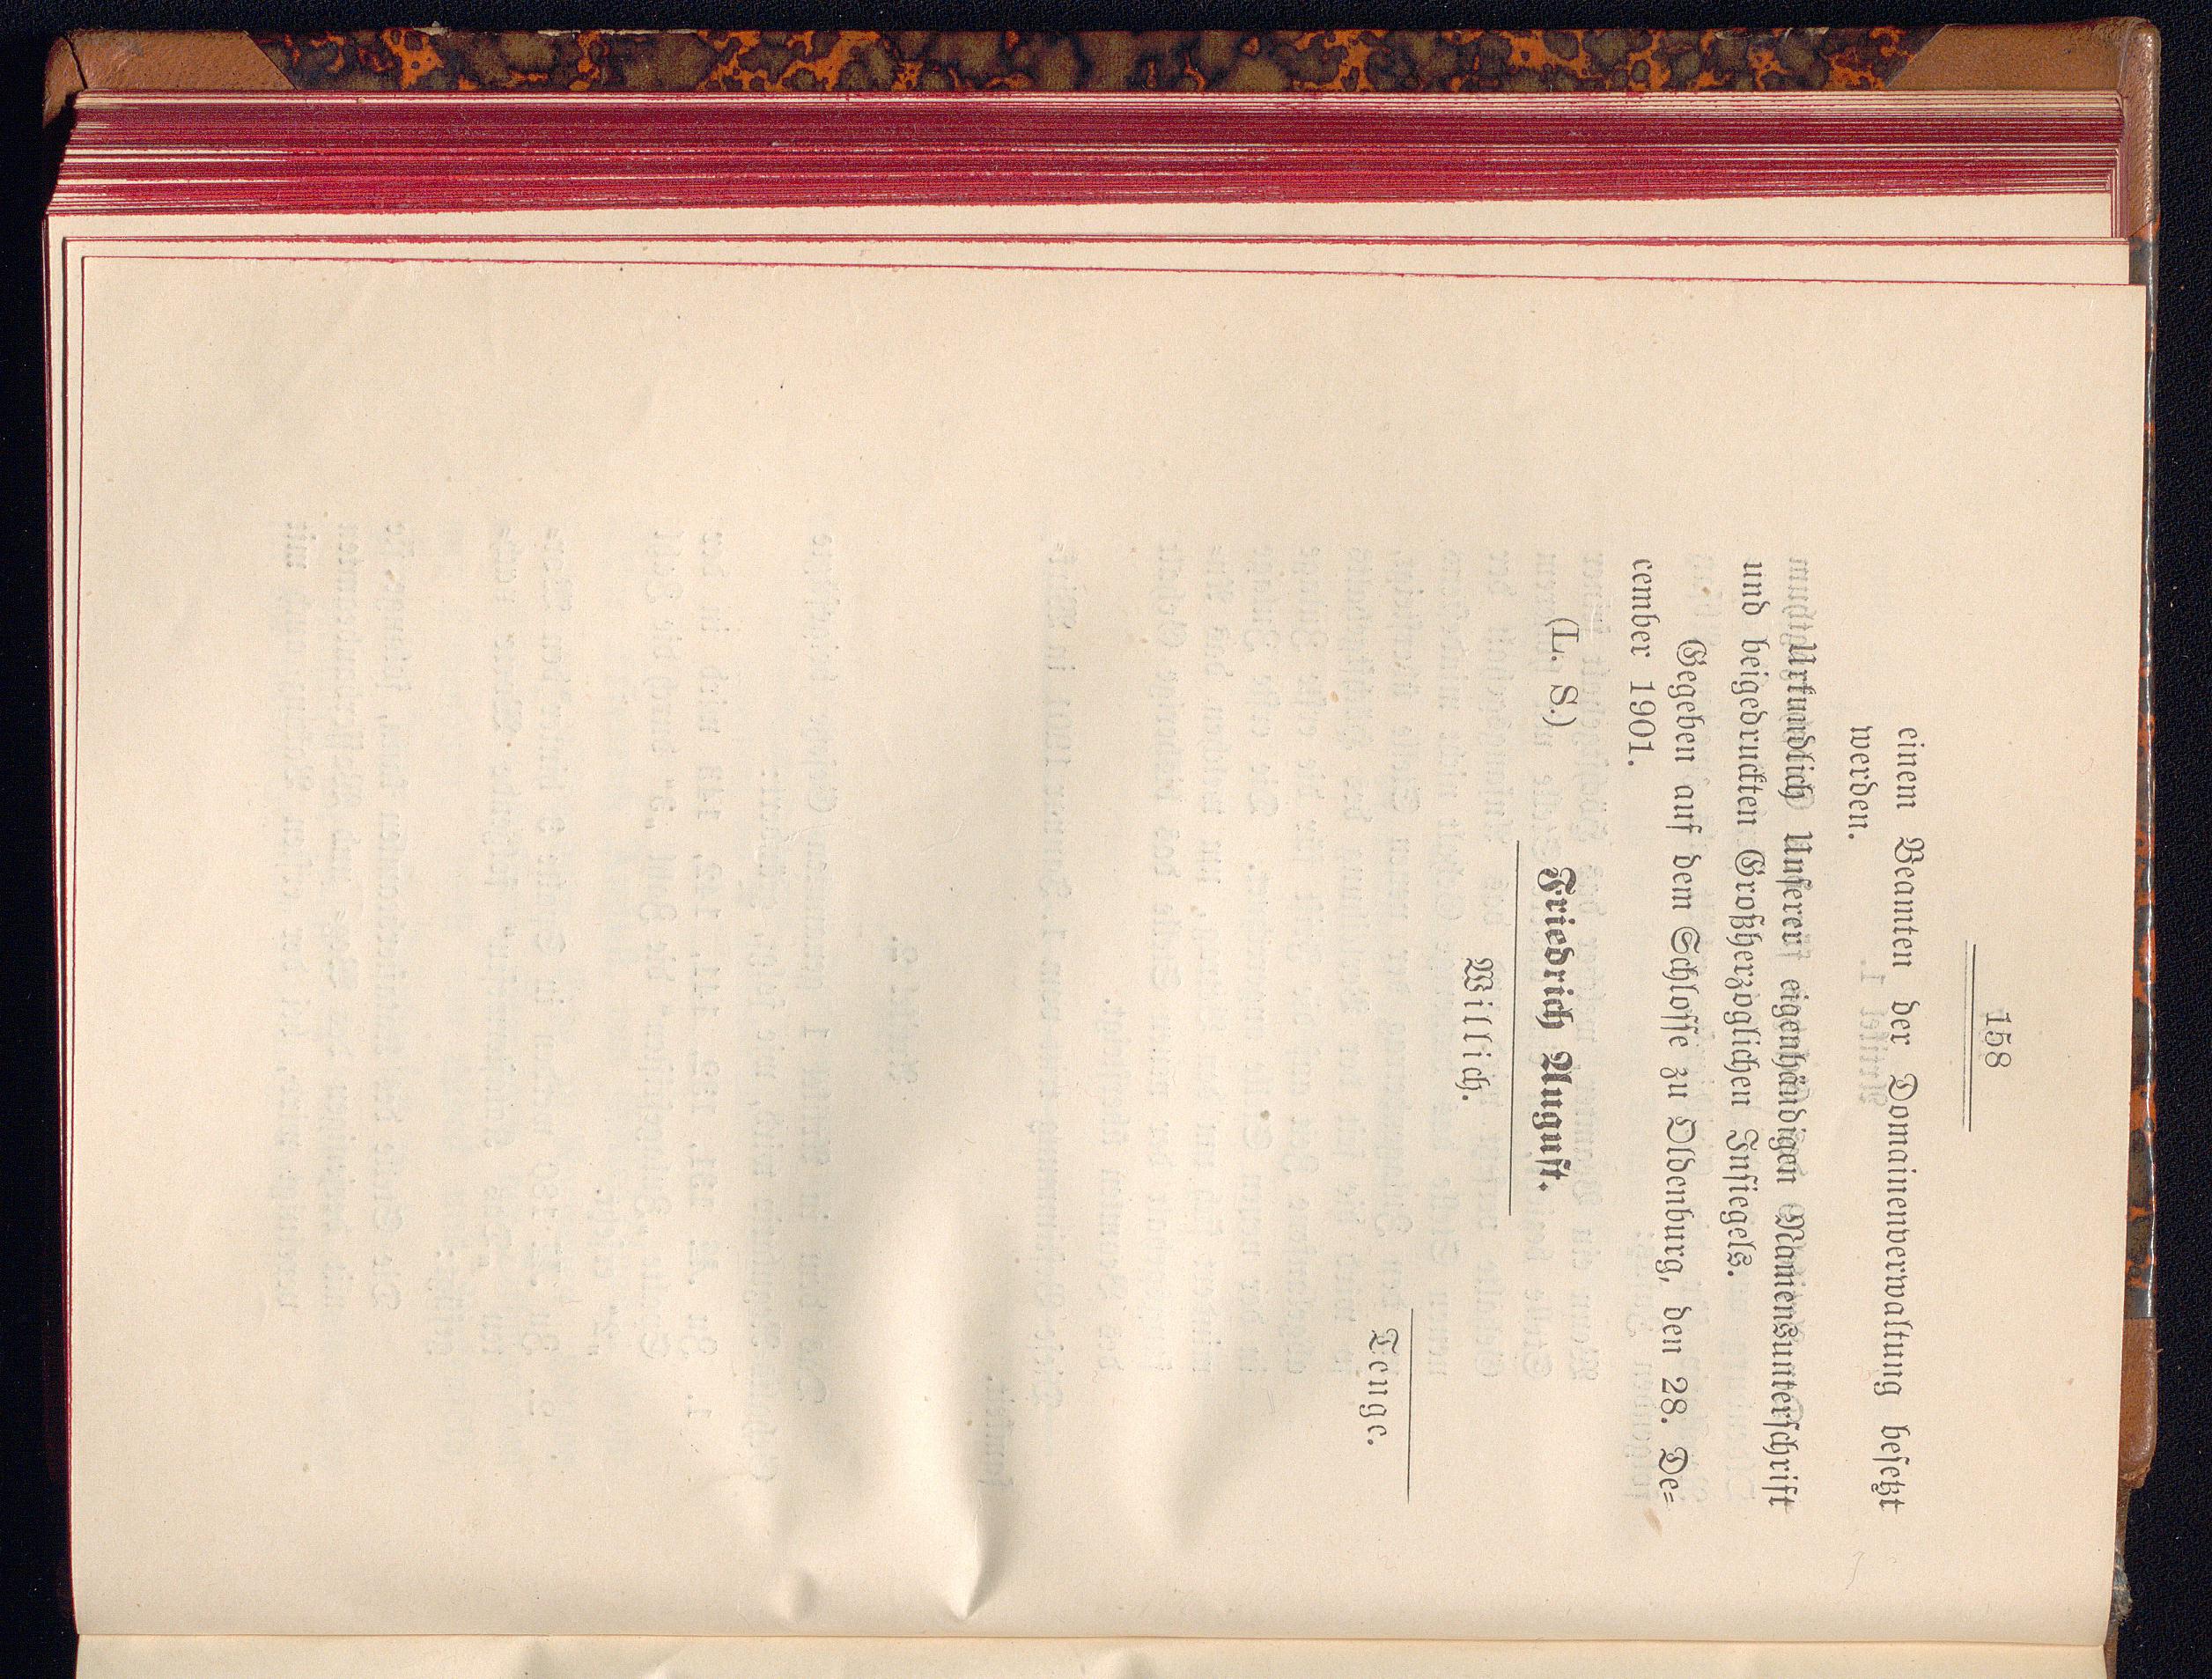 158
einem Beamten der Domainenverwaltung besetzt
werden.
Urkundlich Unserer eigenhändigen Namensunterschrift
und beigedruckten Großherzoglichen Insiegels.
Gegeben auf dem Schlosse zu Oldenburg, den 28. De=
cember 1901.
(L. S.) Friedrich August.
Willich.
Tenge.